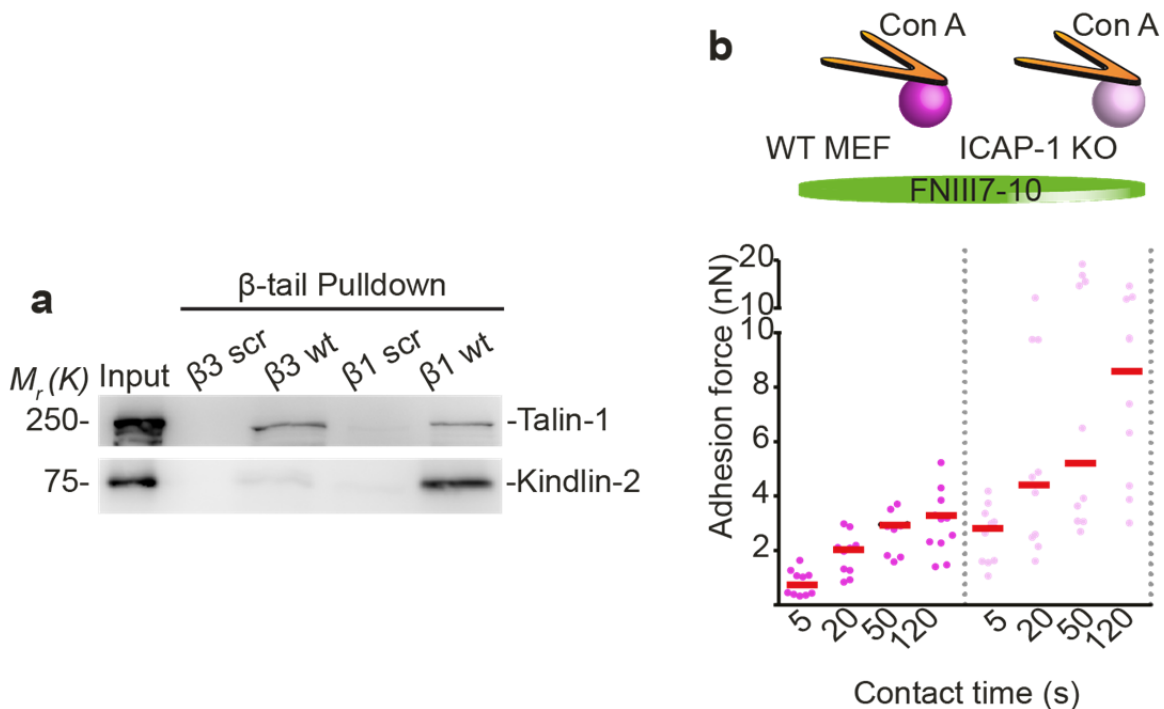 a
β-tail Pulldown
Mr(K) Input β3 scr β3 wt β1 scr β1 wt
250- -Talin-1
75- -Kindlin-2
b
Con A Con A
WT MEF ICAP-1 KO
FNIII7-10
Adhesion force (nN)
20
10
10
8
6
4
2
5 20 50 120 5 20 50 120
Contact time (s)